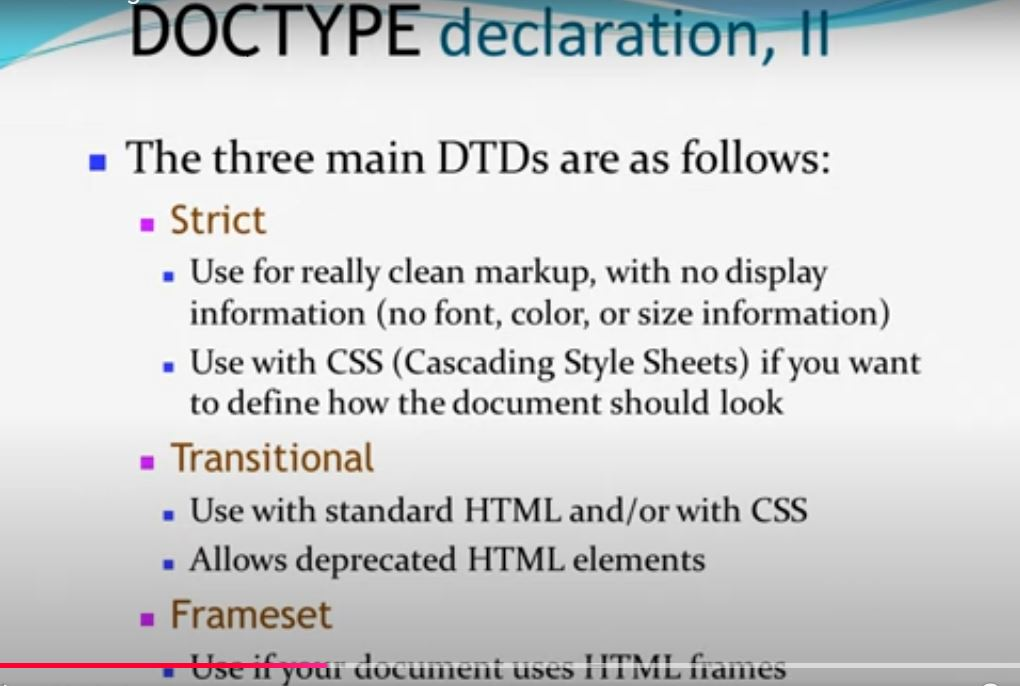 DOCTYPE declaration, II
The three main DTDs are as follows:
Strict
Use for really clean markup, with no display
information (no font, color, or size information)
Use with CSS (Cascading Style Sheets) if you want
to define how the document should look
Transitional
Use with standard HTML and/or with CSS
Allows deprecated HTML elements
Frameset
Use if your document uses HTML frames